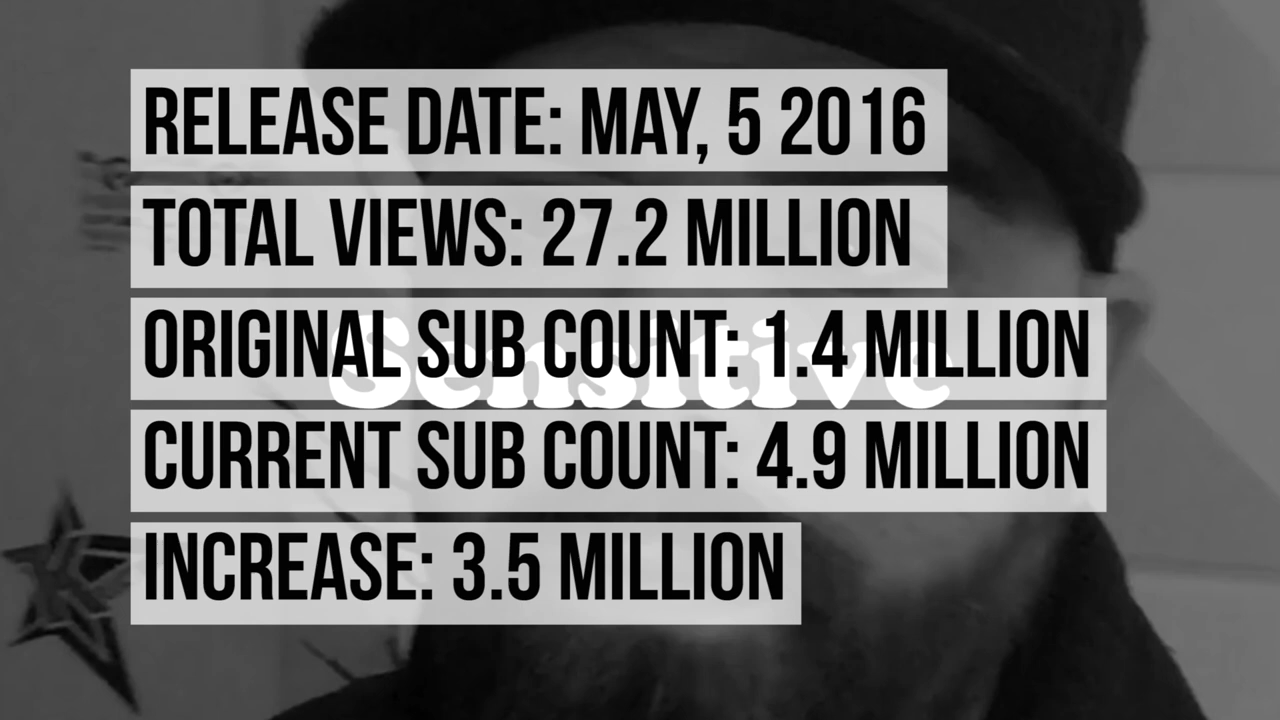 RELEASE DATE: MAY, 5 2016
TOTAL VIEWS: 27.2 MILLION
ORIGINAL SUB COUNT: 1.4 MILLION
Sensitive
CURRENT SUB COUNT: 4.9 MILLION
INCREASE: 3.5 MILLION